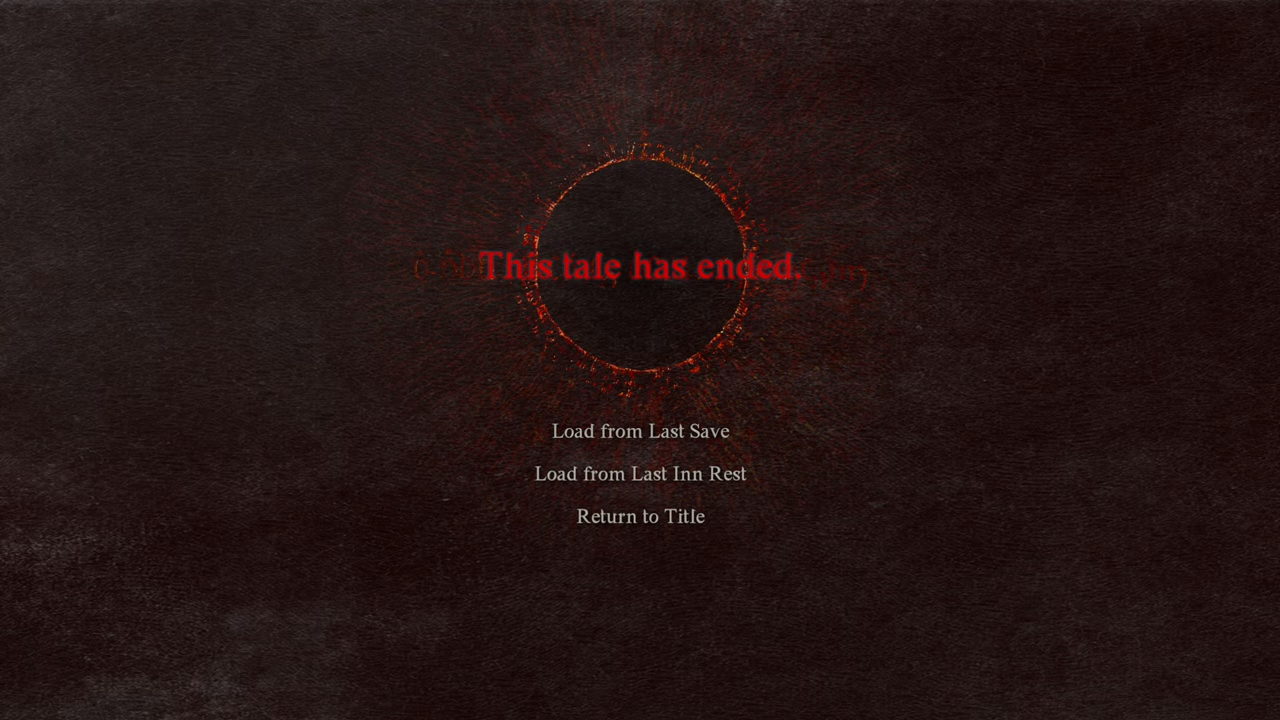 This tale has ended.
Load from Last Save
Load from Last Inn Rest
Return to Title